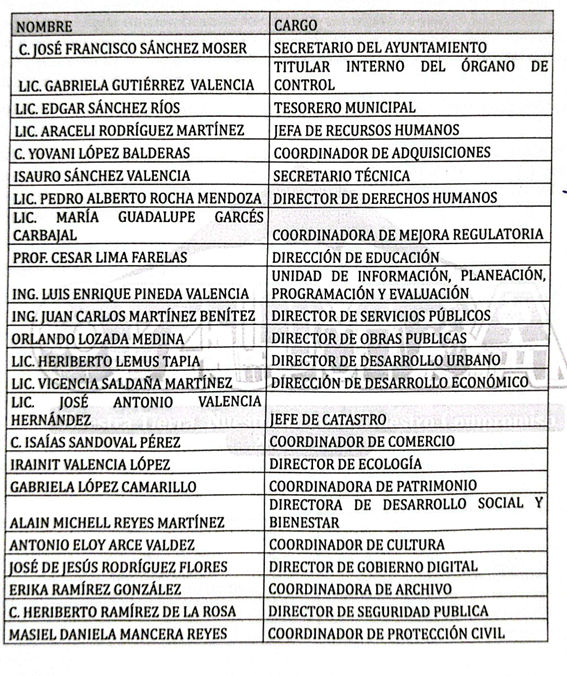 NOMBRE CARGO
C. JOSÉ FRANCISCO SÁNCHEZ MOSER SECRETARIO DEL AYUNTAMIENTO
LIC. GABRIELA GUTIÉRREZ VALENCIA TITULAR INTERNO DEL ÓRGANO DE
CONTROL
LIC. EDGAR SÁNCHEZ RÍOS TESORERO MUNICIPAL
LIC. ARACELI RODRÍGUEZ MARTÍNEZ JEFA DE RECURSOS HUMANOS
C. YOVANI LÓPEZ BALDERAS COORDINADOR DE ADQUISICIONES
ISAURO SÁNCHEZ VALENCIA SECRETARIO TÉCNICA
LIC. PEDRO ALBERTO ROCHA MENDOZA DIRECTOR DE DERECHOS HUMANOS
LIC. MARÍA GUADALUPE GARCÉS
CARBAJAL COORDINADORA DE MEJORA REGULATORIA
PROF. CESAR LIMA FARELAS DIRECCIÓN DE EDUCACIÓN
ING. LUIS ENRIQUE PINEDA VALENCIA UNIDAD DE INFORMACIÓN, PLANEACIÓN,
PROGRAMACIÓN Y EVALUACIÓN
ING. JUAN CARLOS MARTÍNEZ BENÍTEZ DIRECTOR DE SERVICIOS PÚBLICOS
ORLANDO LOZADA MEDINA DIRECTOR DE OBRAS PUBLICAS
LIC. HERIBERTO LEMUS TAPIA DIRECTOR DE DESARROLLO URBANO
LIC. VICENCIA SALDAÑA MARTÍNEZ DIRECCIÓN DE DESARROLLO ECONÓMICO
LIC. JOSÉ ANTONIO VALENCIA
HERNÁNDEZ JEFE DE CATASTRO
C. ISAÍAS SANDOVAL PÉREZ COORDINADOR DE COMERCIO
IRAINIT VALENCIA LÓPEZ DIRECTOR DE ECOLOGÍA
GABRIELA LÓPEZ CAMARILLO COORDINADORA DE PATRIMONIO
ALAIN MICHELL REYES MARTÍNEZ DIRECTORA DE DESARROLLO SOCIAL Y
BIENESTAR
ANTONIO ELOY ARCE VALDEZ COORDINADOR DE CULTURA
JOSÉ DE JESÚS RODRÍGUEZ FLORES DIRECTOR DE GOBIERNO DIGITAL
ERIKA RAMÍREZ GONZÁLEZ COORDINADORA DE ARCHIVO
C. HERIBERTO RAMÍREZ DE LA ROSA DIRECTOR DE SEGURIDAD PUBLICA
MASIEL DANIELA MANCERA REYES COORDINADOR DE PROTECCIÓN CIVIL